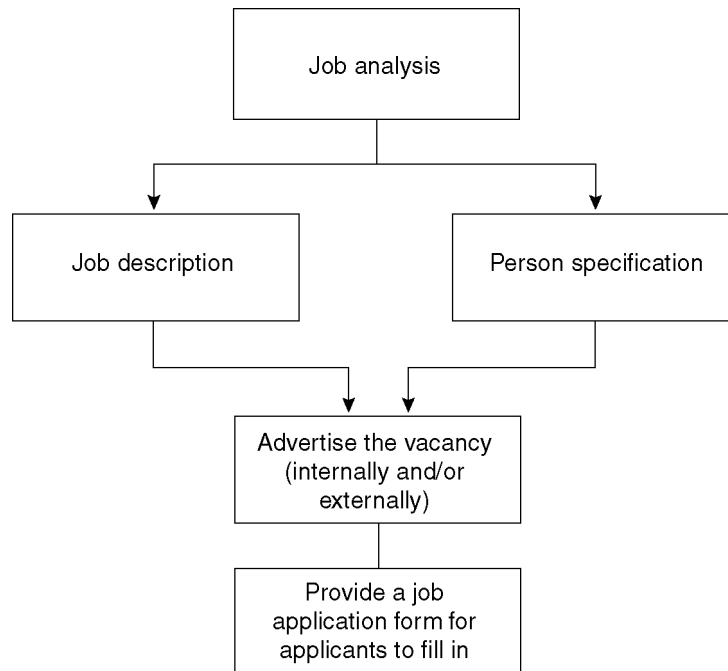 Job analysis
Job description
Person specification
Advertise the vacancy
(internally and/or
externally)
Provide a job
application form for
applicants to fill in